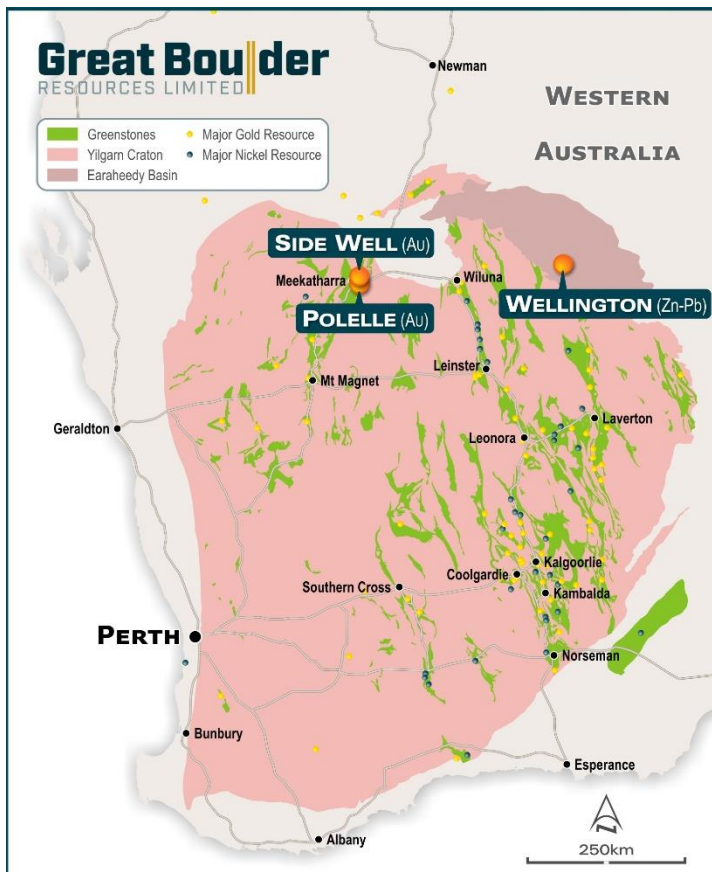 Great Boulder
RESOURCES LIMITED
Greenstones
Yilgarn Craton
Earaheedy Basin
Major Gold Resource
Major Nickel Resource
Newman
WESTERN
AUSTRALIA
SIDE WELL (Au)
Meekatharra
Wiluna
POLELLE (Au)
WELLINGTON (Zn-Pb)
Leinster
Mt Magnet
Geraldton
Laverton
Leonora
Kalgoorlie
Coolgardie
Southern Cross
Kambalda
PERTH
Norseman
Bunbury
Esperance
Albany
N
250km